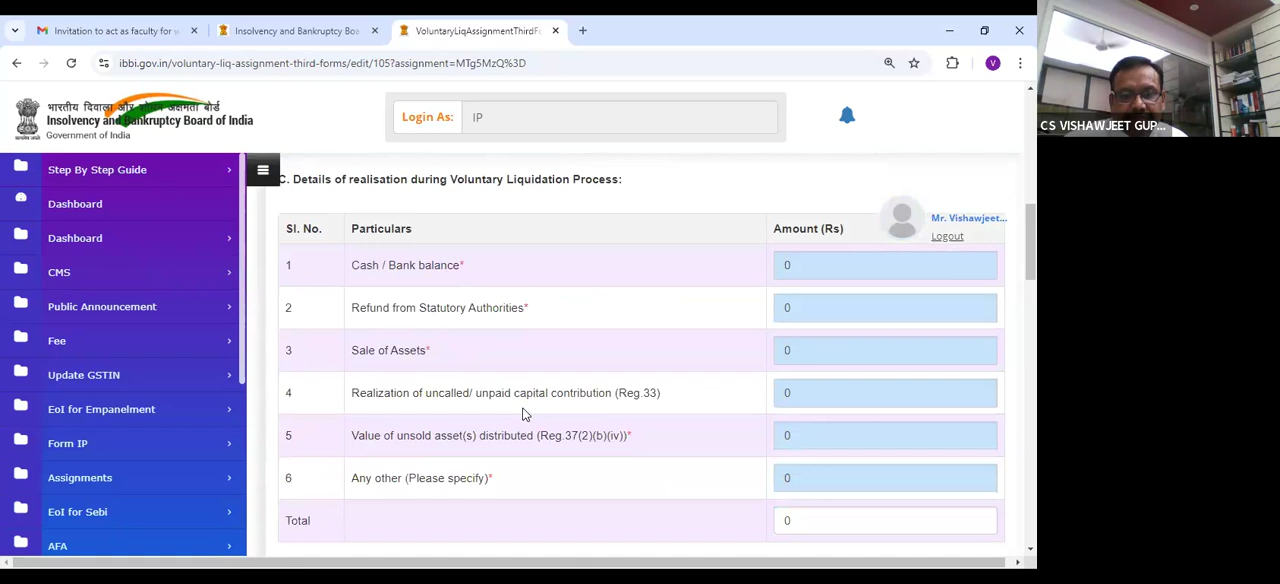 Invitation to act as faculty for w
Insolvency and Bankruptcy Boa
VoluntaryLiqAssignmentThirdFo
ibbi.gov.in/voluntary-liq-assignment-third-forms/edit/105?assignment=MTg5MzQ%3D
V
भारतीय दिवाला और शोधन अक्षमता बोर्ड
Insolvency and Bankruptcy Board of India
Government of India
Login As:
IP
CS VISHAWJEET GUP...
Step By Step Guide
Dashboard
Dashboard
CMS
Public Announcement
Fee
Update GSTIN
EoI for Empanelment
Form IP
Assignments
EoI for Sebi
AFA
C. Details of realisation during Voluntary Liquidation Process:
Mr. Vishawjeet...
Logout
Sl. No. Particulars Amount (Rs)
1 Cash / Bank balance* 0
2 Refund from Statutory Authorities* 0
3 Sale of Assets* 0
4 Realization of uncalled/ unpaid capital contribution (Reg.33) 0
5 Value of unsold asset(s) distributed (Reg.37(2)(b)(iv))* 0
6 Any other (Please specify)* 0
Total 0